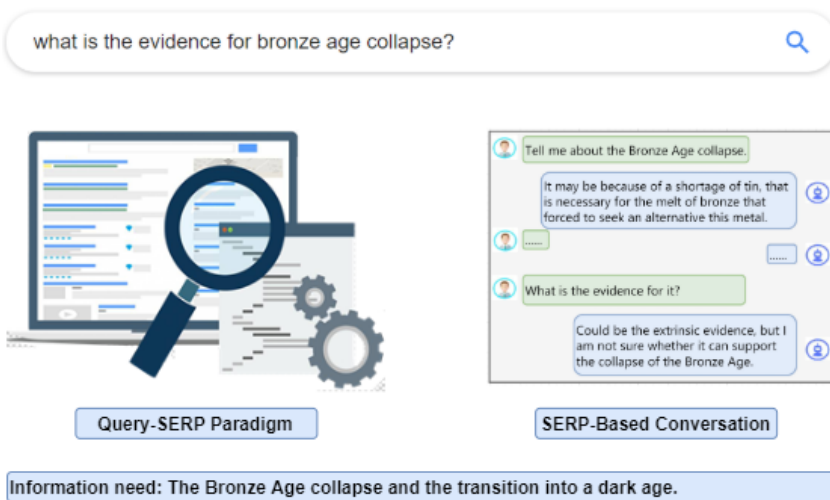 what is the evidence for bronze age collapse?
Tell me about the Bronze Age collapse.
It may be because of a shortage of tin, that
is necessary for the melt of bronze that
forced to seek an alternative this metal.
......
......
What is the evidence for it?
Could be the extrinsic evidence, but I
am not sure whether it can support
the collapse of the Bronze Age.
Query-SERP Paradigm
SERP-Based Conversation
Information need: The Bronze Age collapse and the transition into a dark age.